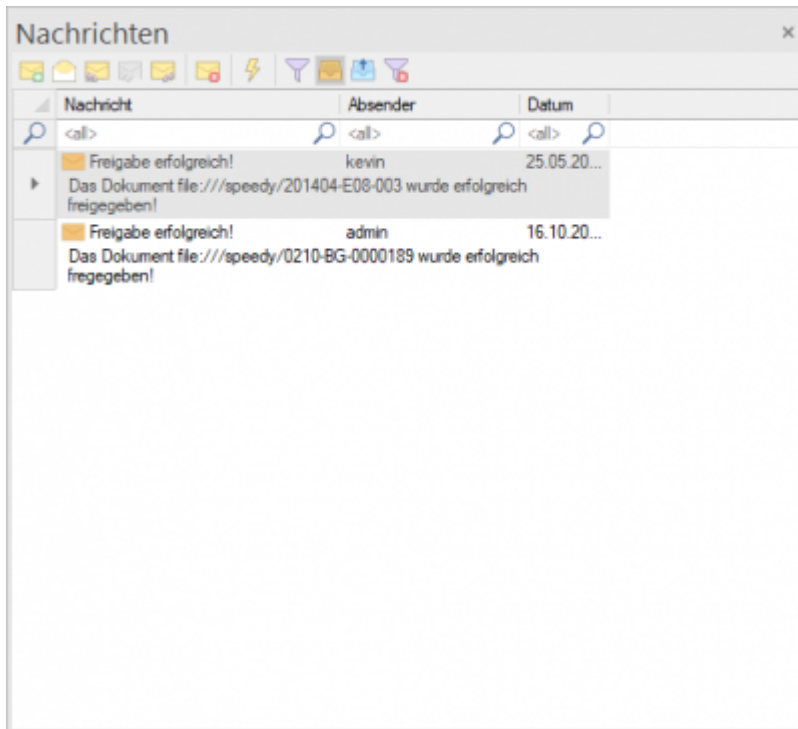 Nachrichten
Nachricht Absender Datum
<all> <all> <all>
Freigabe erfolgreich! kevin 25.05.20...
Das Dokument file:///speedy/201404-E08-003 wurde erfolgreich
freigegeben!
Freigabe erfolgreich! admin 16.10.20...
Das Dokument file:///speedy/0210-BG-0000189 wurde erfolgreich
fregegeben!